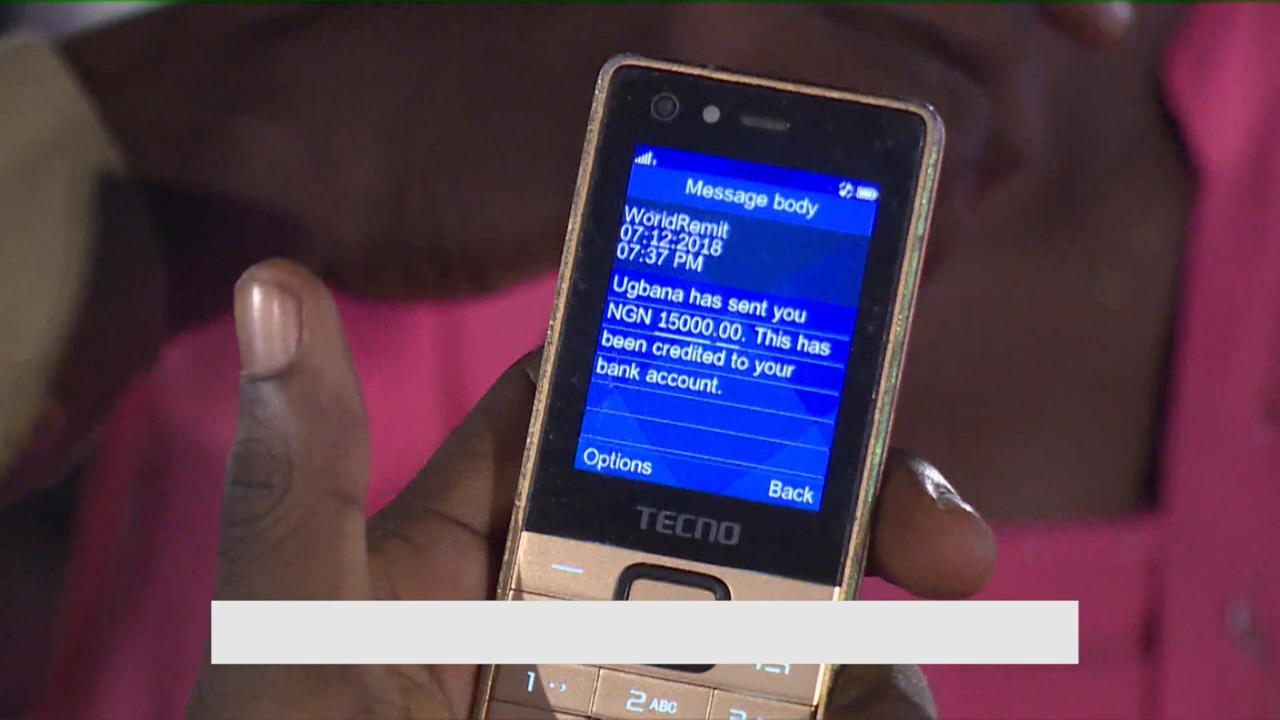 Message body
WorldRemit
07:12:2018
07:37 PM
Ugbana has sent you
NGN 15000.00. This has
been credited to your
bank account.
Options
Back
TECNO
1 .,
2 ABC